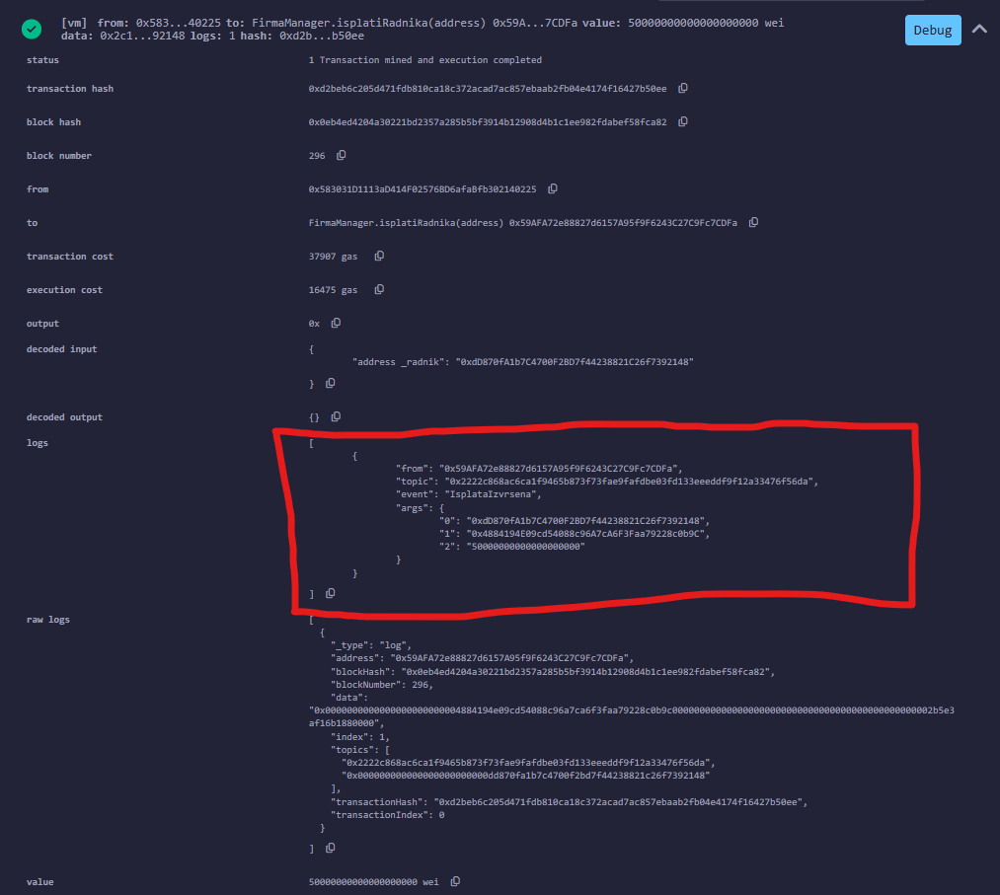 [vm] from: 0x583...40225 to: FirmaManager.isplatiRadnika(address) 0x59A...7CDFa value: 50000000000000000000 wei
data: 0x2c1...92148 logs: 1 hash: 0xd2b...b50ee
Debug
status 1 Transaction mined and execution completed
transaction hash 0xd2beb6c205d471fdb810ca18c372acad7ac857ebaab2fb04e4174f16427b50ee
block hash 0x0eb4ed4204a30221bd2357a285b5bf3914b12908d4b1c1ee982fdabef58fca82
block number 296
from 0x583031D1113aD414F02576BD6afaBfb302140225
to FirmaManager.isplatiRadnika(address) 0x59AFA72e88827d6157A95f9F6243C27C9Fc7CDFa
transaction cost 37907 gas
execution cost 16475 gas
output 0x
decoded input {
"address _radnik": "0xdD870fA1b7C4700F2BD7f44238821C26f7392148"
}
decoded output {}
logs [
{
"from": "0x59AFA72e88827d6157A95f9F6243C27C9Fc7CDFa",
"topic": "0x2222c868ac6ca1f9465b873f73fae9fafdbe03fd133eeeddf9f12a33476f56da",
"event": "IsplataIzvrsena",
"args": {
"0": "0xdD870fA1b7C4700F2BD7f44238821C26f7392148",
"1": "0x4884194E09cd54088c96A7cA6F3Faa79228c0b9C",
"2": "50000000000000000000"
}
}
]
raw logs [
{
"_type": "log",
"address": "0x59AFA72e88827d6157A95f9F6243C27C9Fc7CDFa",
"blockHash": "0x0eb4ed4204a30221bd2357a285b5bf3914b12908d4b1c1ee982fdabef58fca82",
"blockNumber": 296,
"data":
"0x0000000000000000000000004884194e09cd54088c96a7ca6f3faa79228c0b9c000000000000000000000000000000000000000000000002b5e3
af16b1880000",
"index": 1,
"topics": [
"0x2222c868ac6ca1f9465b873f73fae9fafdbe03fd133eeeddf9f12a33476f56da",
"0x000000000000000000000000dd870fa1b7c4700f2bd7f44238821c26f7392148"
],
"transactionHash": "0xd2beb6c205d471fdb810ca18c372acad7ac857ebaab2fb04e4174f16427b50ee",
"transactionIndex": 0
}
]
value 50000000000000000000 wei